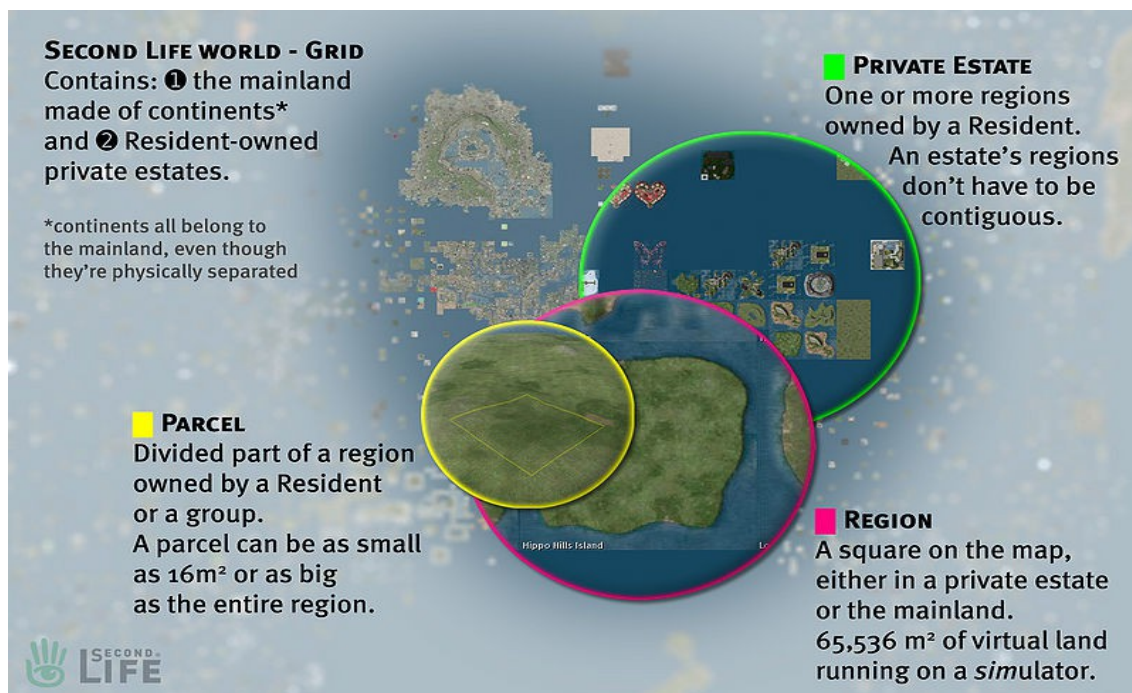 SECOND LIFE WORLD - GRID
Contains: ❶ the mainland
made of continents*
and ❷ Resident-owned
private estates.
*continents all belong to
the mainland, even though
they're physically separated
PRIVATE ESTATE
One or more regions
owned by a Resident.
An estate's regions
don't have to be
contiguous.
PARCEL
Divided part of a region
owned by a Resident
or a group.
A parcel can be as small
as 16m² or as big
as the entire region.
Hippo Hills Island
Lo
REGION
A square on the map,
either in a private estate
or the mainland.
65,536 m² of virtual land
running on a simulator.
SECOND
LIFE